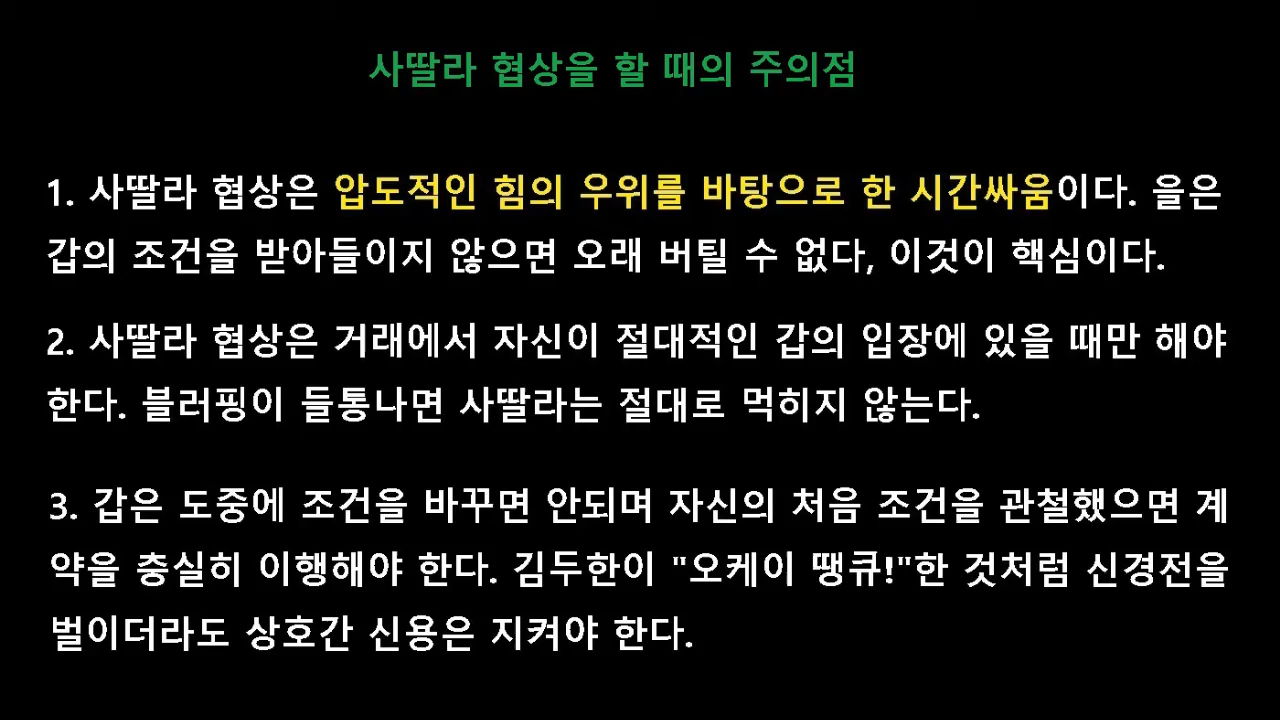 사딸라 협상을 할 때의 주의점
1. 사딸라 협상은 압도적인 힘의 우위를 바탕으로 한 시간싸움이다. 을은
갑의 조건을 받아들이지 않으면 오래 버틸 수 없다, 이것이 핵심이다.
2. 사딸라 협상은 거래에서 자신이 절대적인 갑의 입장에 있을 때만 해야
한다. 블러핑이 들통나면 사딸라는 절대로 먹히지 않는다.
3. 갑은 도중에 조건을 바꾸면 안되며 자신의 처음 조건을 관철했으면 계
약을 충실히 이행해야 한다. 김두한이 "오케이 땡큐!"한 것처럼 신경전을
벌이더라도 상호간 신용은 지켜야 한다.